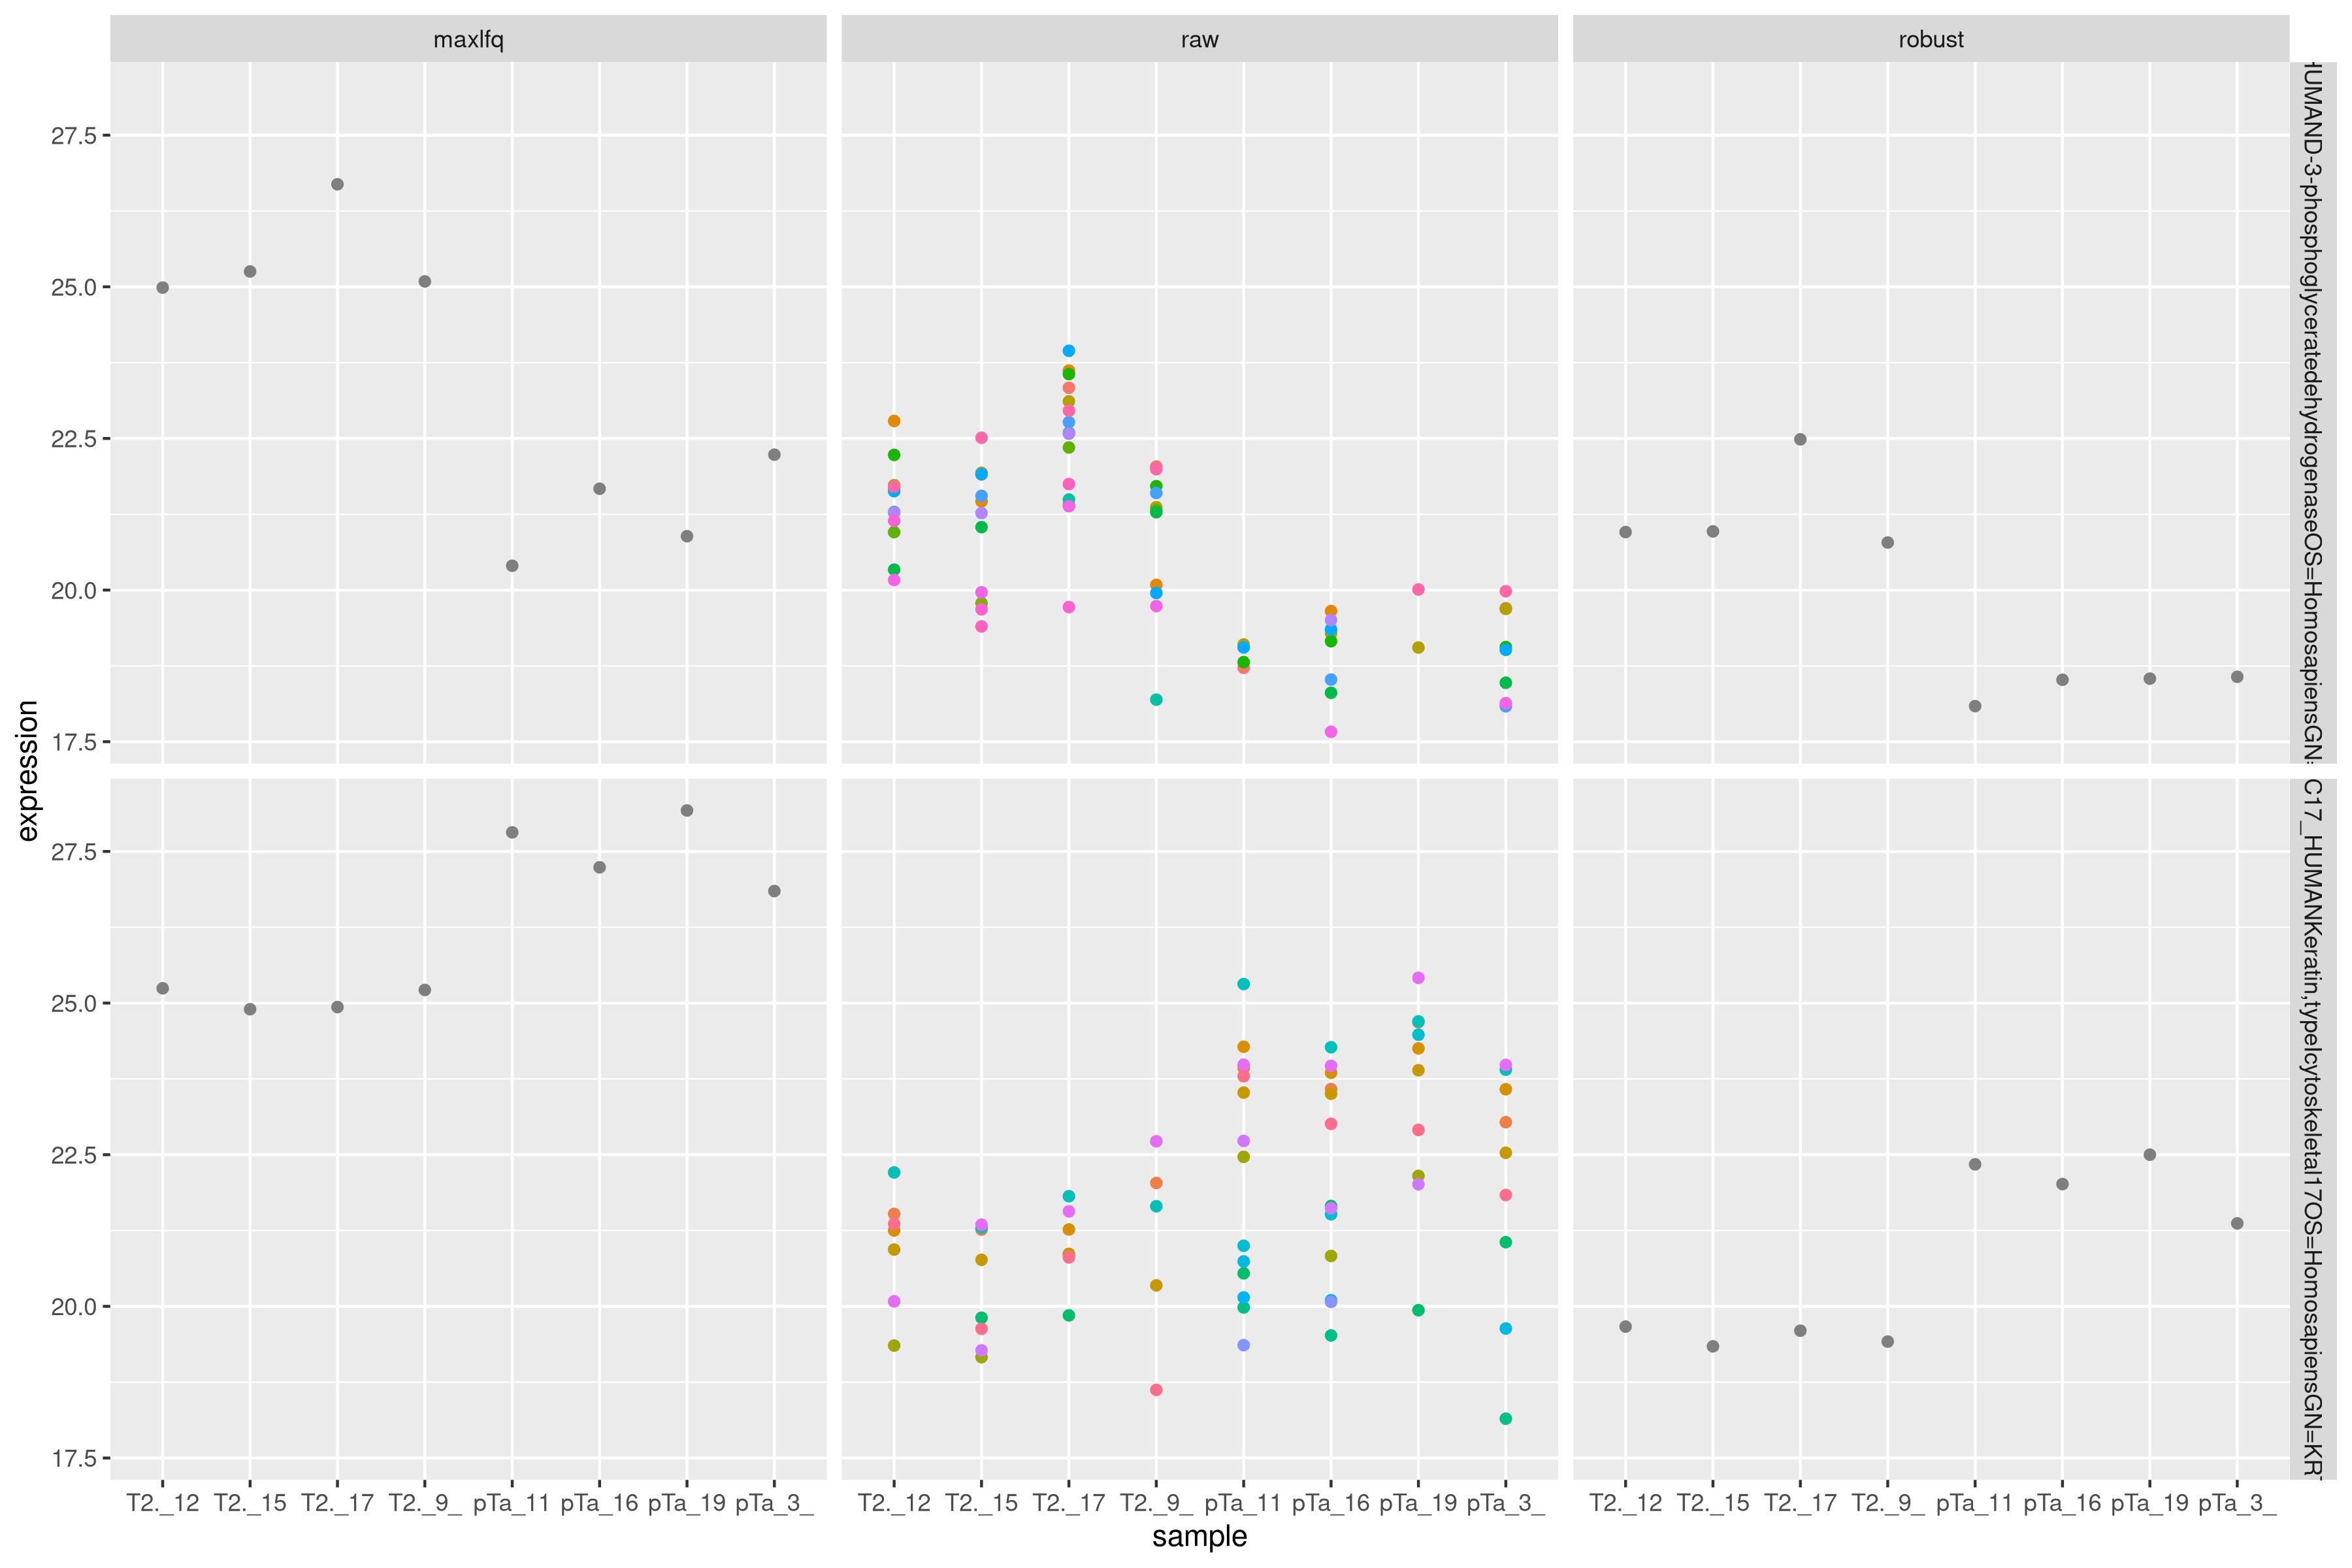 maxlfq raw robust
27.5
25.0
22.5
20.0
17.5
HUMAND-3-phosphoglyceratedehydrogenaseOS=HomosapiensGN=
expression
27.5
25.0
22.5
20.0
17.5
C17_HUMANKeratin,typeIcytoskeletal17OS=HomosapiensGN=KRT
T2._12 T2._15 T2._17 T2._9_ pTa_11 pTa_16 pTa_19 pTa_3_ T2._12 T2._15 T2._17 T2._9_ pTa_11 pTa_16 pTa_19 pTa_3_ T2._12 T2._15 T2._17 T2._9_ pTa_11 pTa_16 pTa_19 pTa_3_
sample